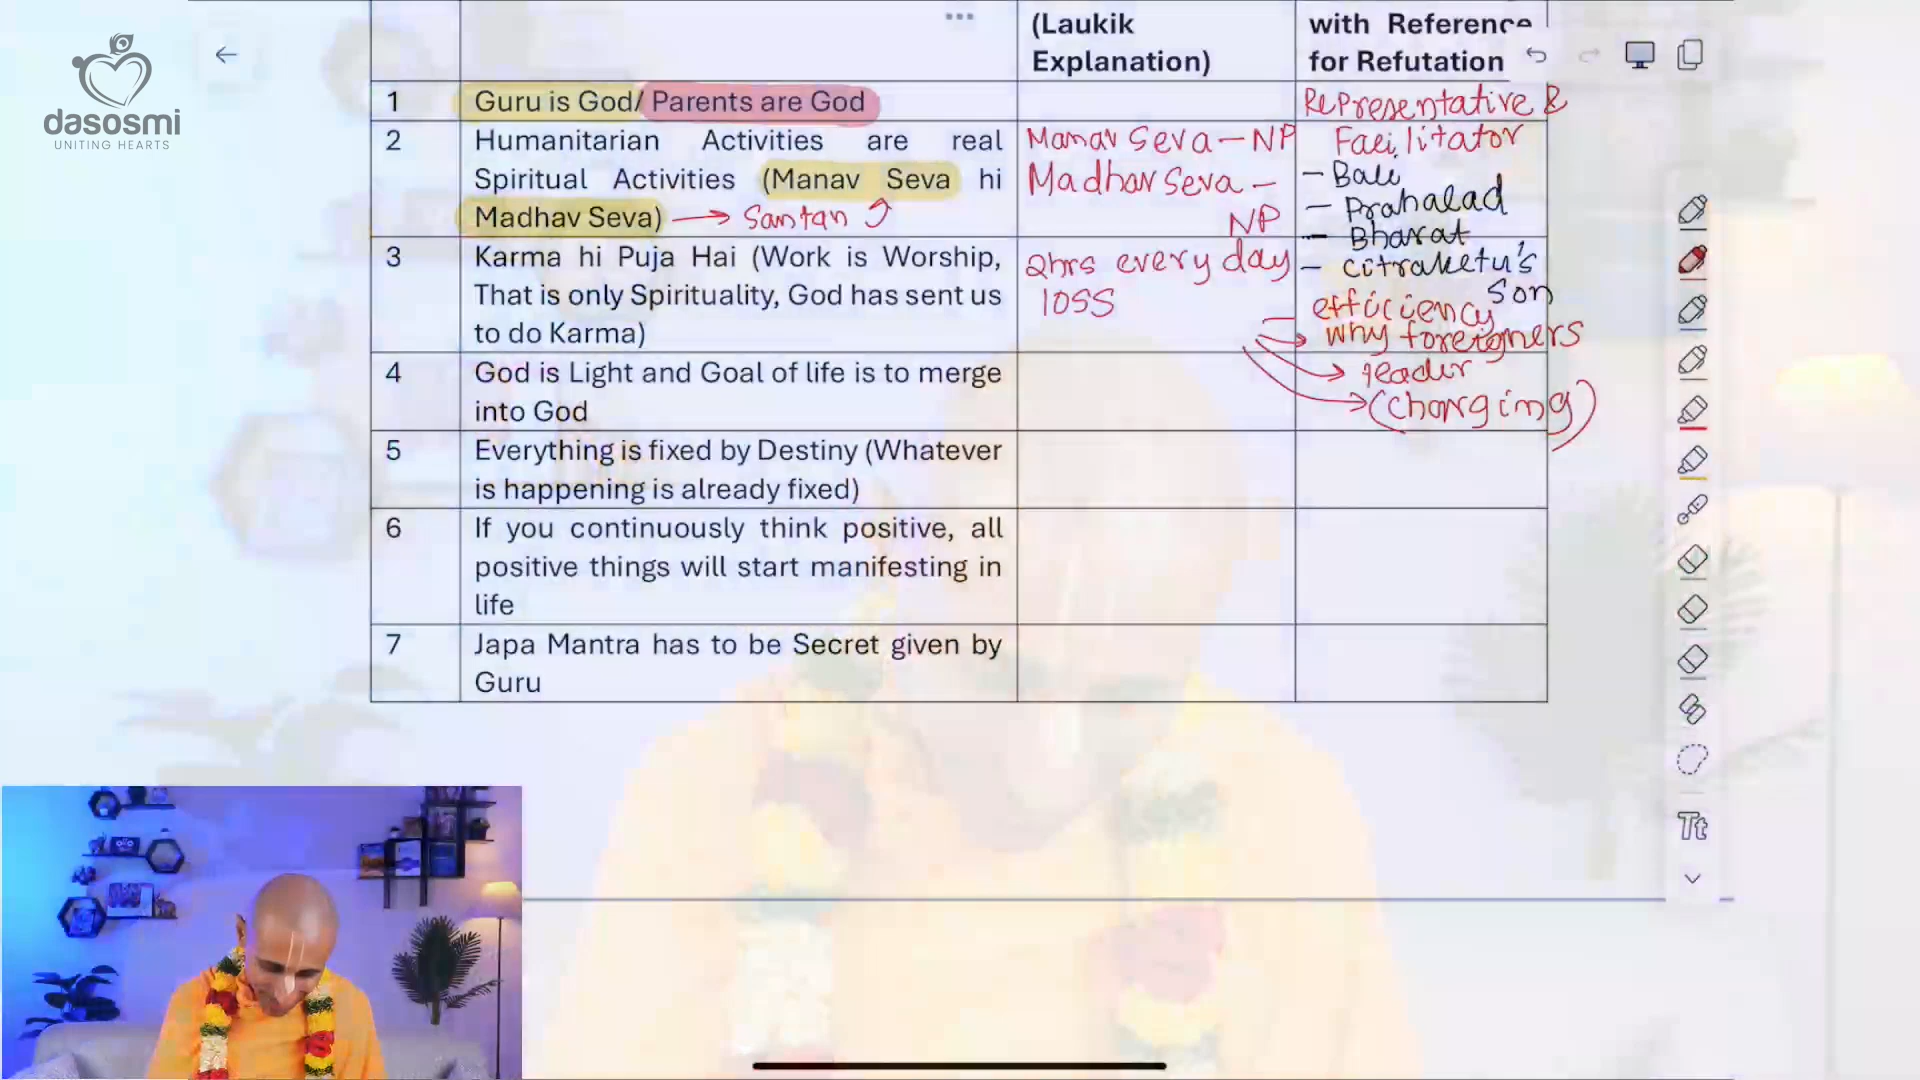 dasosmi
UNITING HEARTS
(Laukik Explanation)
with Reference for Refutation
1 Guru is God/ Parents are God
Representative & Facilitator
- Bali
- Prahalad
- Bharat
- Citraketu's Son
2 Humanitarian Activities are real
Spiritual Activities (Manav Seva hi
Madhav Seva) → Santan
Manav Seva - NP
Madhav Seva -
NP
3 Karma hi Puja Hai (Work is Worship,
That is only Spirituality, God has sent us
to do Karma)
2hrs every day
loss
efficiency
why foreigners
(charging)
4 God is Light and Goal of life is to merge
into God
5 Everything is fixed by Destiny (Whatever
is happening is already fixed)
6 If you continuously think positive, all
positive things will start manifesting in
life
7 Japa Mantra has to be Secret given by
Guru
Tt